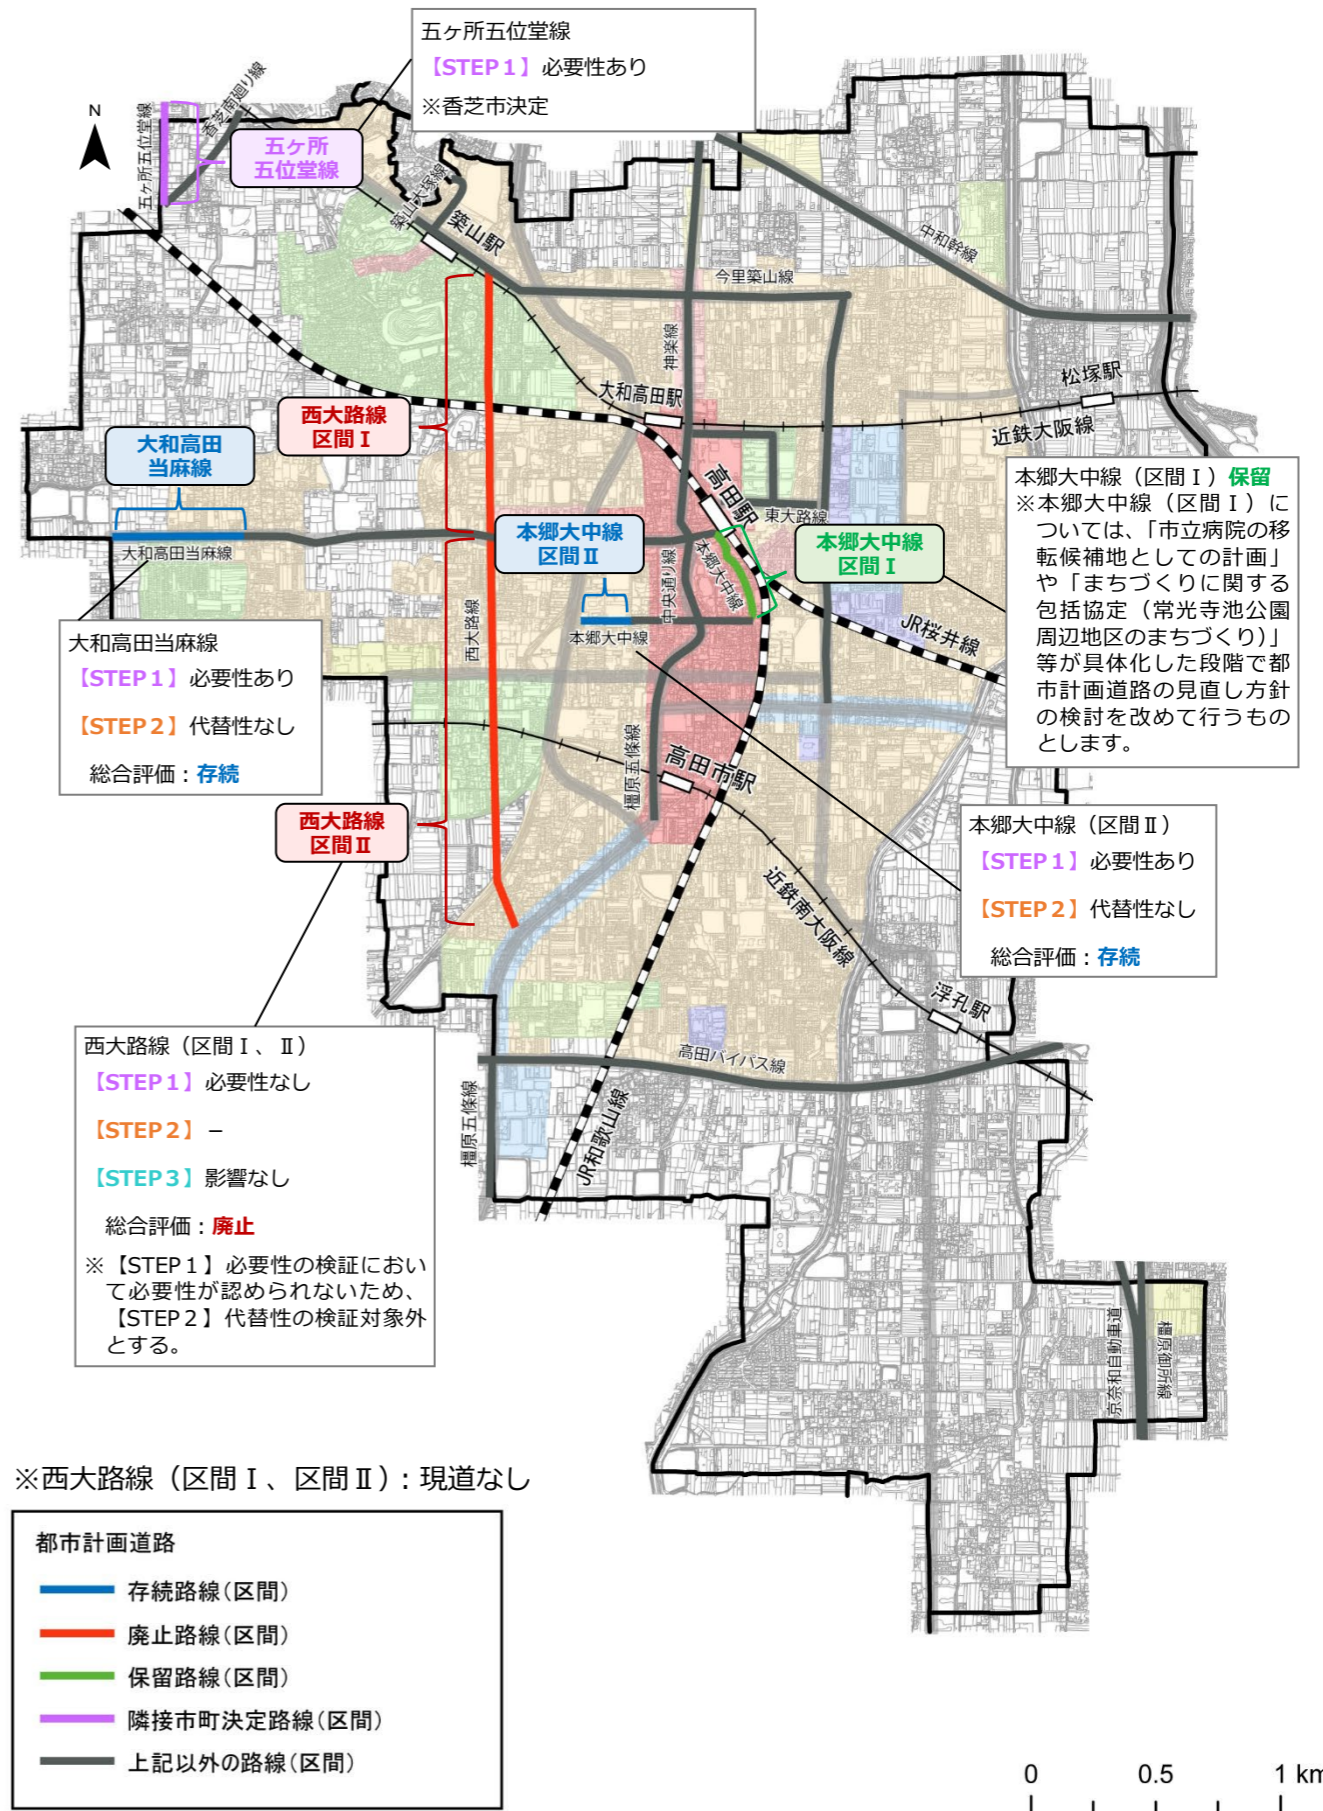 五ヶ所五位堂線
【STEP１】必要性あり
※香芝市決定
N
五ヶ所五位堂線
香芝南廻り線
五ヶ所
五位堂線
築山大塚線
築山駅
中和幹線
今里築山線
神楽線
大和高田駅
松塚駅
近鉄大阪線
西大路線
区間Ⅰ
大和高田
当麻線
大和高田当麻線
高田駅
東大路線
本郷大中線
区間Ⅱ
本郷大中線
本郷大中線
区間Ⅰ
中央通り線
本郷大中線
西大路線
JR桜井線
本郷大中線（区間Ⅰ）保留
※本郷大中線（区間Ⅰ）に
ついては、「市立病院の移
転候補地としての計画」
や「まちづくりに関する
包括協定（常光寺池公園
周辺地区のまちづくり）」
等が具体化した段階で都
市計画道路の見直し方針
の検討を改めて行うもの
とします。
大和高田当麻線
【STEP１】必要性あり
【STEP２】代替性なし
総合評価：存続
橿原五條線
高田市駅
西大路線
区間Ⅱ
本郷大中線（区間Ⅱ）
【STEP１】必要性あり
【STEP２】代替性なし
総合評価：存続
近鉄南大阪線
浮孔駅
高田バイパス線
橿原五條線
JR和歌山線
西大路線（区間Ⅰ、Ⅱ）
【STEP１】必要性なし
【STEP２】－
【STEP３】影響なし
総合評価：廃止
※【STEP１】必要性の検証におい
て必要性が認められないため、
【STEP２】代替性の検証対象外
とする。
京奈和自動車道
橿原御所線
※西大路線（区間Ⅰ、区間Ⅱ）：現道なし
都市計画道路
存続路線（区間）
廃止路線（区間）
保留路線（区間）
隣接市町決定路線（区間）
上記以外の路線（区間）
0 0.5 1 km